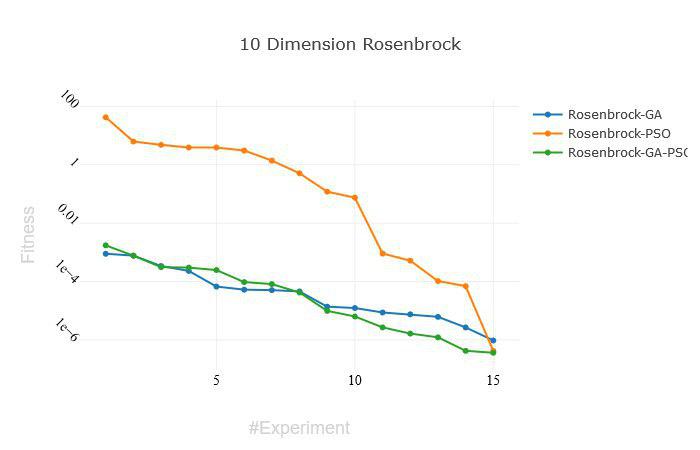 10 Dimension Rosenbrock
100
1
0.01
1e−4
1e−6
Fitness
5
10
15
#Experiment
Rosenbrock-GA
Rosenbrock-PSO
Rosenbrock-GA-PSO